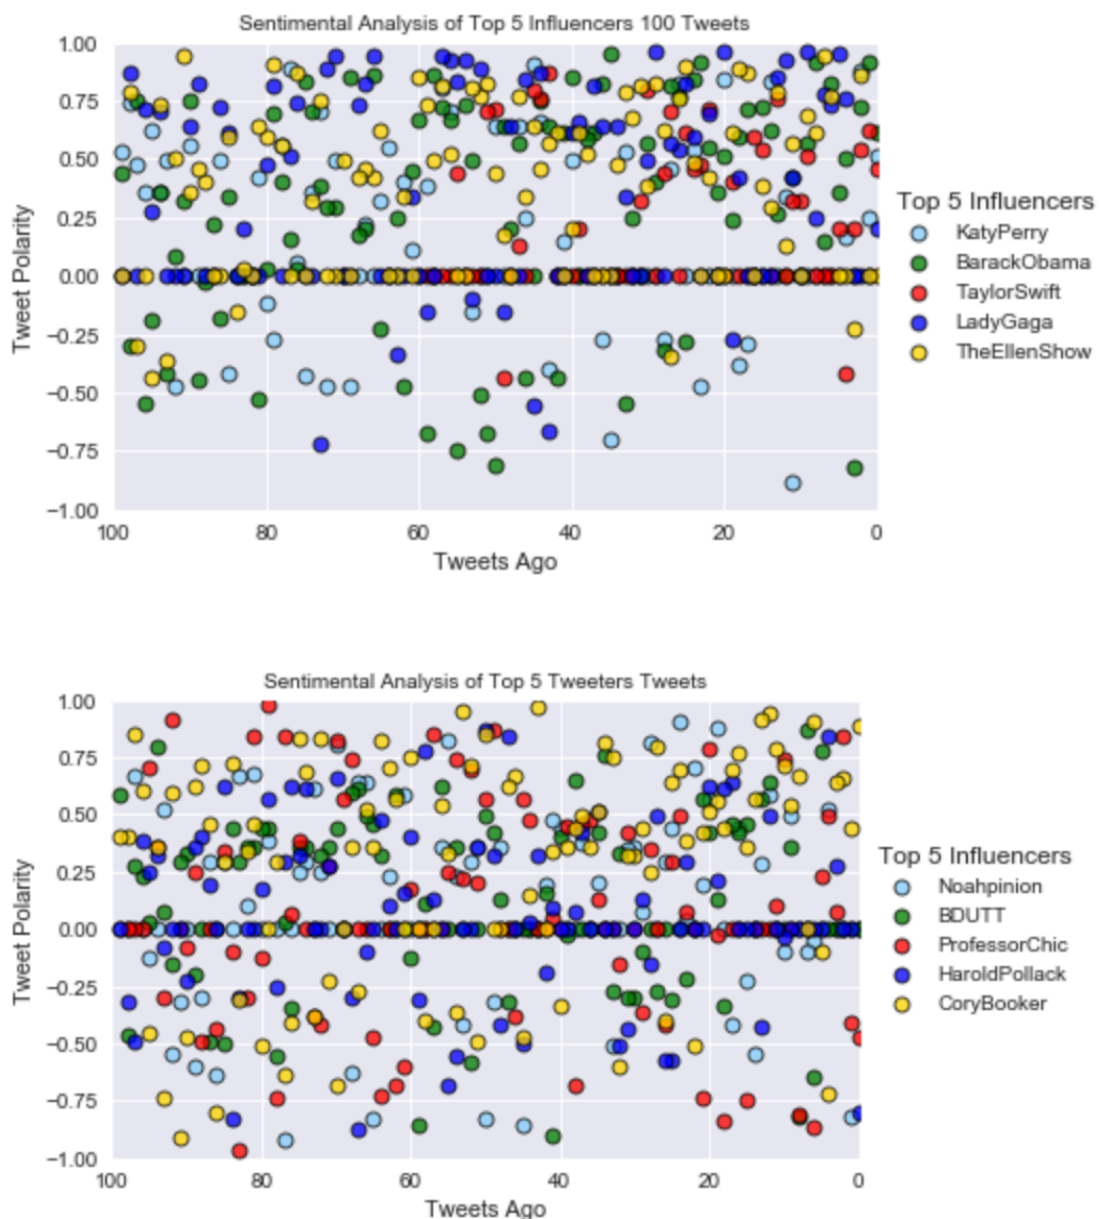 Sentimental Analysis of Top 5 Influencers 100 Tweets
1.00
0.75
0.50
0.25
0.00
−0.25
−0.50
−0.75
−1.00
Tweet Polarity
100
80
60
40
20
0
Tweets Ago
Top 5 Influencers
KatyPerry
BarackObama
TaylorSwift
LadyGaga
TheEllenShow
Sentimental Analysis of Top 5 Tweeters Tweets
1.00
0.75
0.50
0.25
0.00
−0.25
−0.50
−0.75
−1.00
Tweet Polarity
100
80
60
40
20
0
Tweets Ago
Top 5 Influencers
Noahpinion
BDUTT
ProfessorChic
HaroldPollack
CoryBooker